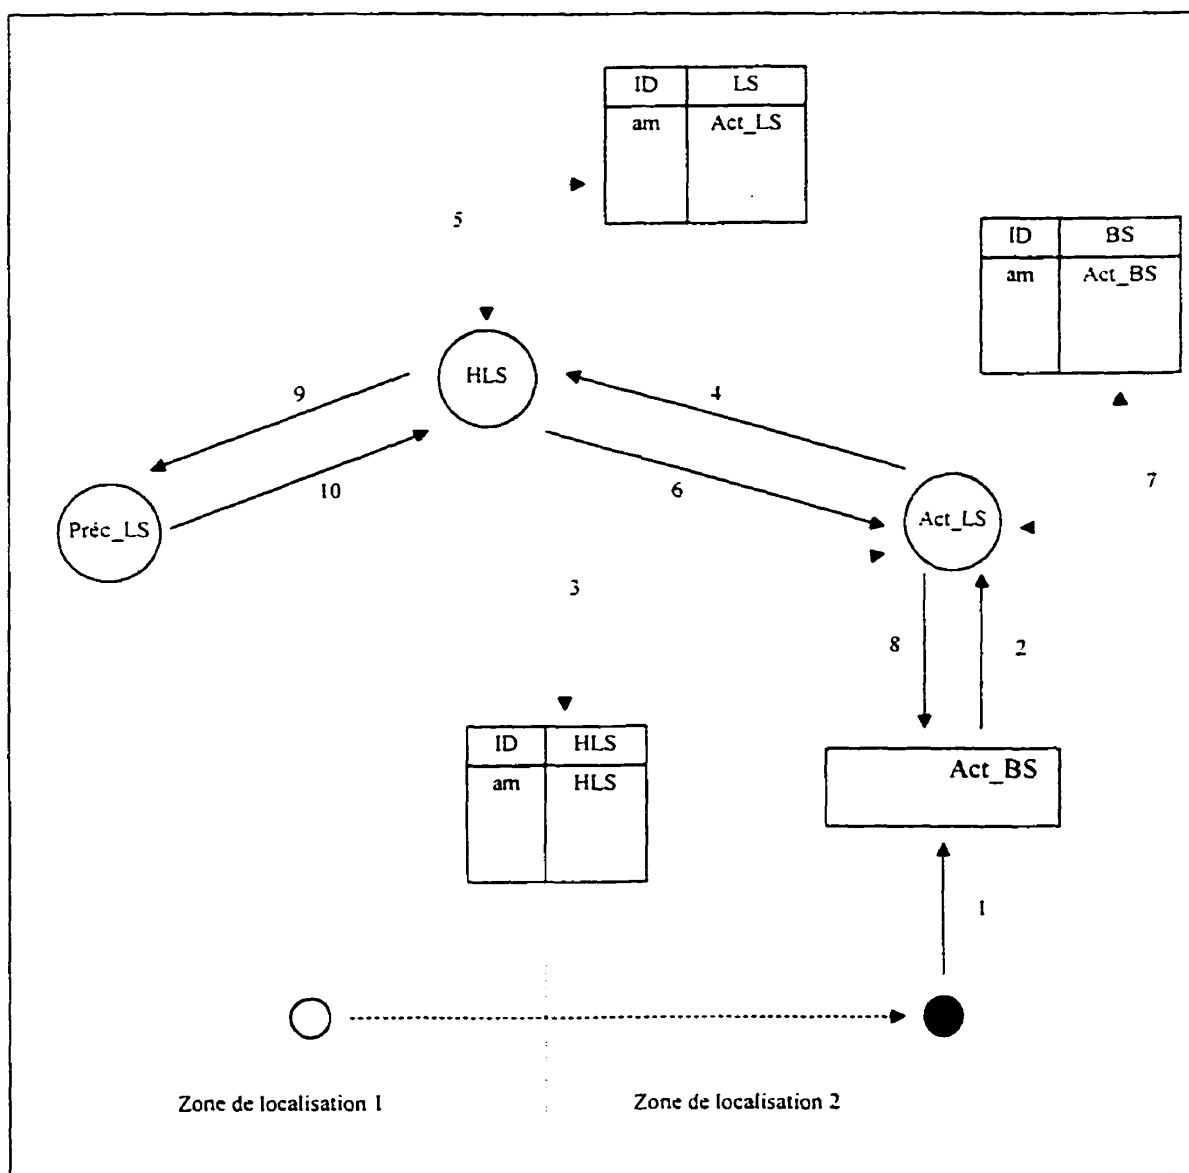 ID LS
am Act_LS
5
ID BS
am Act_BS
HLS
9
4
10
6
7
Préc_LS
Act_LS
3
8
2
ID HLS
am HLS
Act_BS
1
Zone de localisation 1
Zone de localisation 2